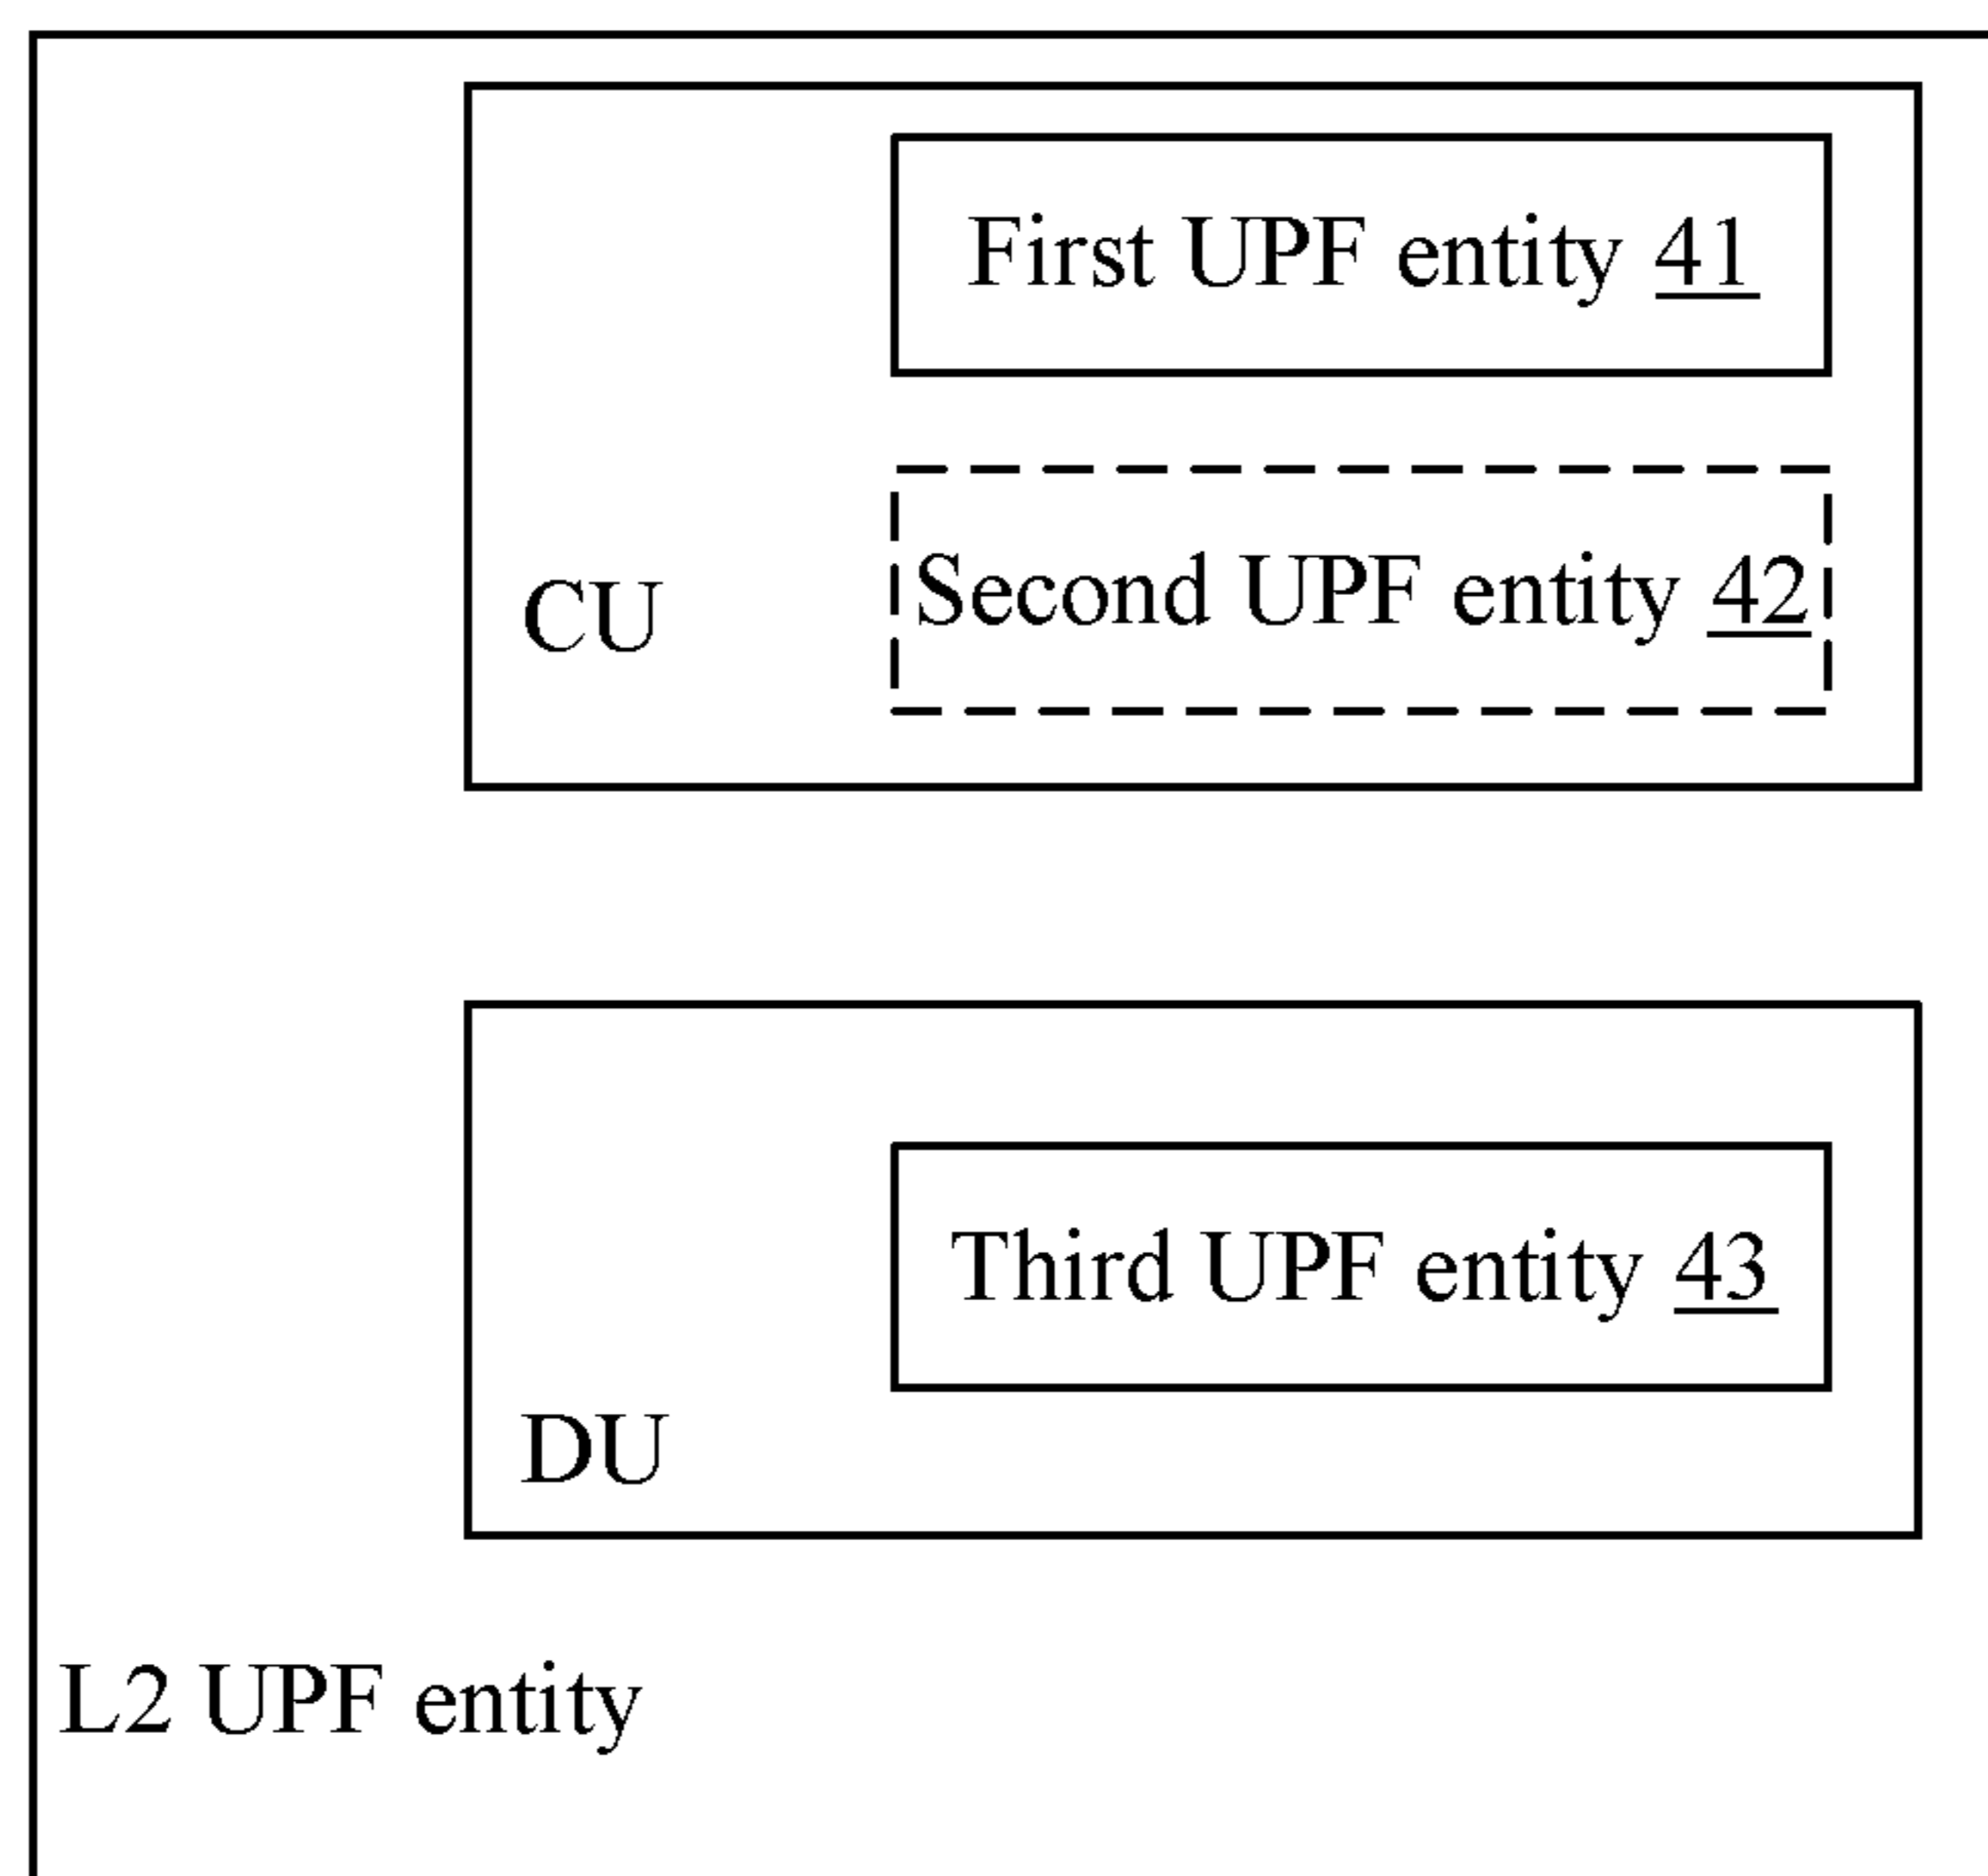 First UPF entity 41
Second UPF entity 42
CU
Third UPF entity 43
DU
L2 UPF entity